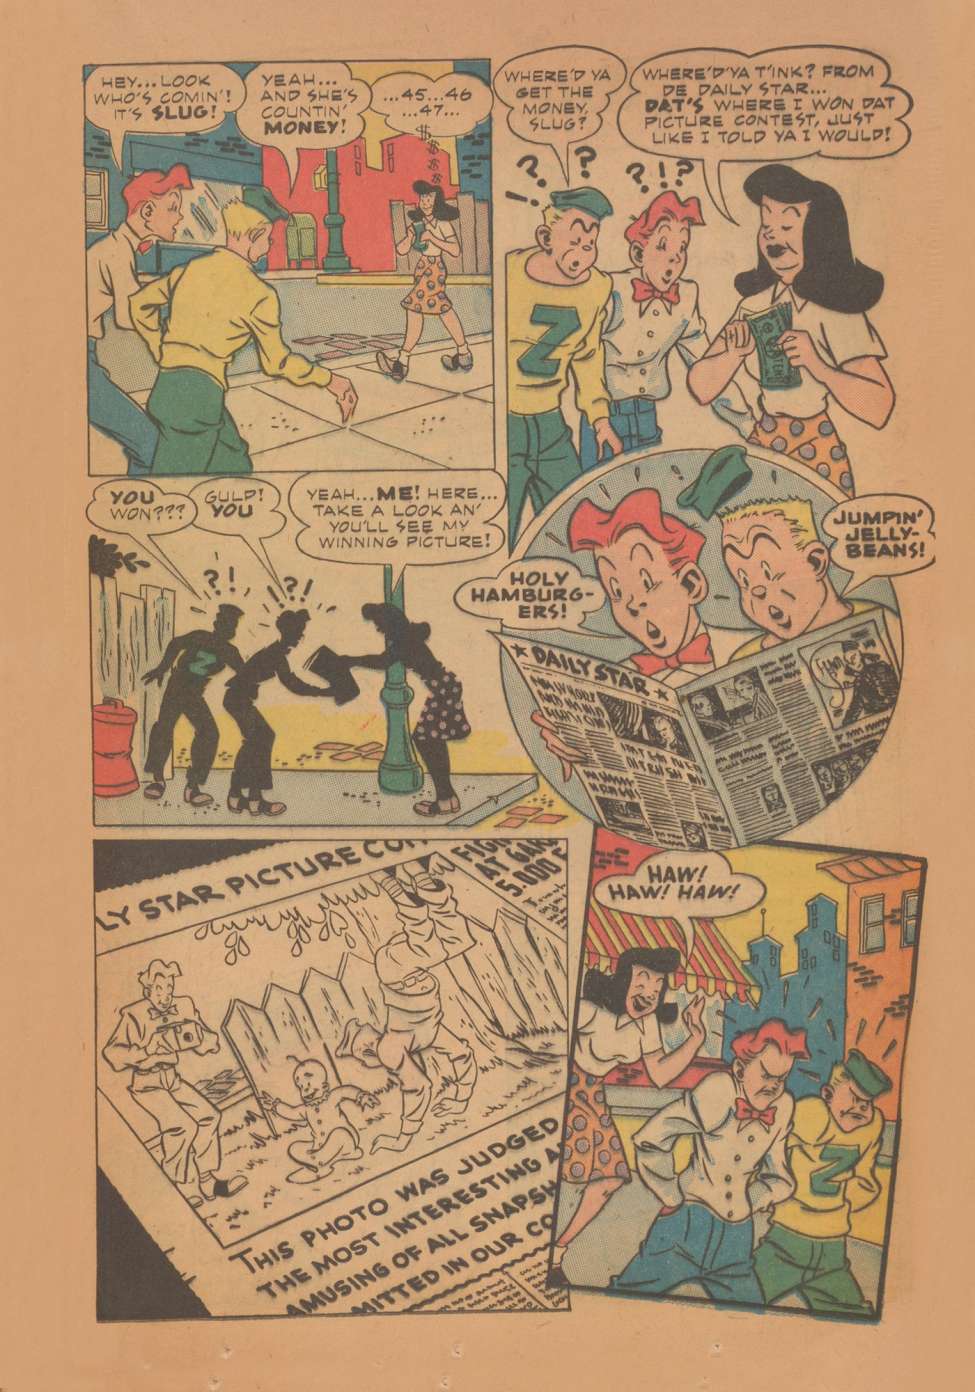 HEY...LOOK
WHO'S COMIN'!
IT'S SLUG!
YEAH...
AND SHE'S
COUNTIN'
MONEY!
...45...46
...47...
$
$
$
$
WHERE'D YA
GET THE
MONEY,
SLUG?
WHERE'D'YA T'INK? FROM
DE DAILY STAR...
DAT'S WHERE I WON DAT
PICTURE CONTEST, JUST
LIKE I TOLD YA I WOULD!
!?
?
?!?
Z
YOU
WON???
GULP!
YOU
YEAH...ME! HERE...
TAKE A LOOK AN'
YOU'LL SEE MY
WINNING PICTURE!
?!
!?!
Z
HOLY
HAMBURG-
ERS!
JUMPIN'
JELLY-
BEANS!
★ DAILY STAR ★
LY STAR PICTURE CON
FIG
AT GAR
5,000 F
THIS PHOTO WAS JUDGED
THE MOST INTERESTING A
AMUSING OF ALL SNAPSH
MITTED IN OUR CO
HAW!
HAW! HAW!
Z